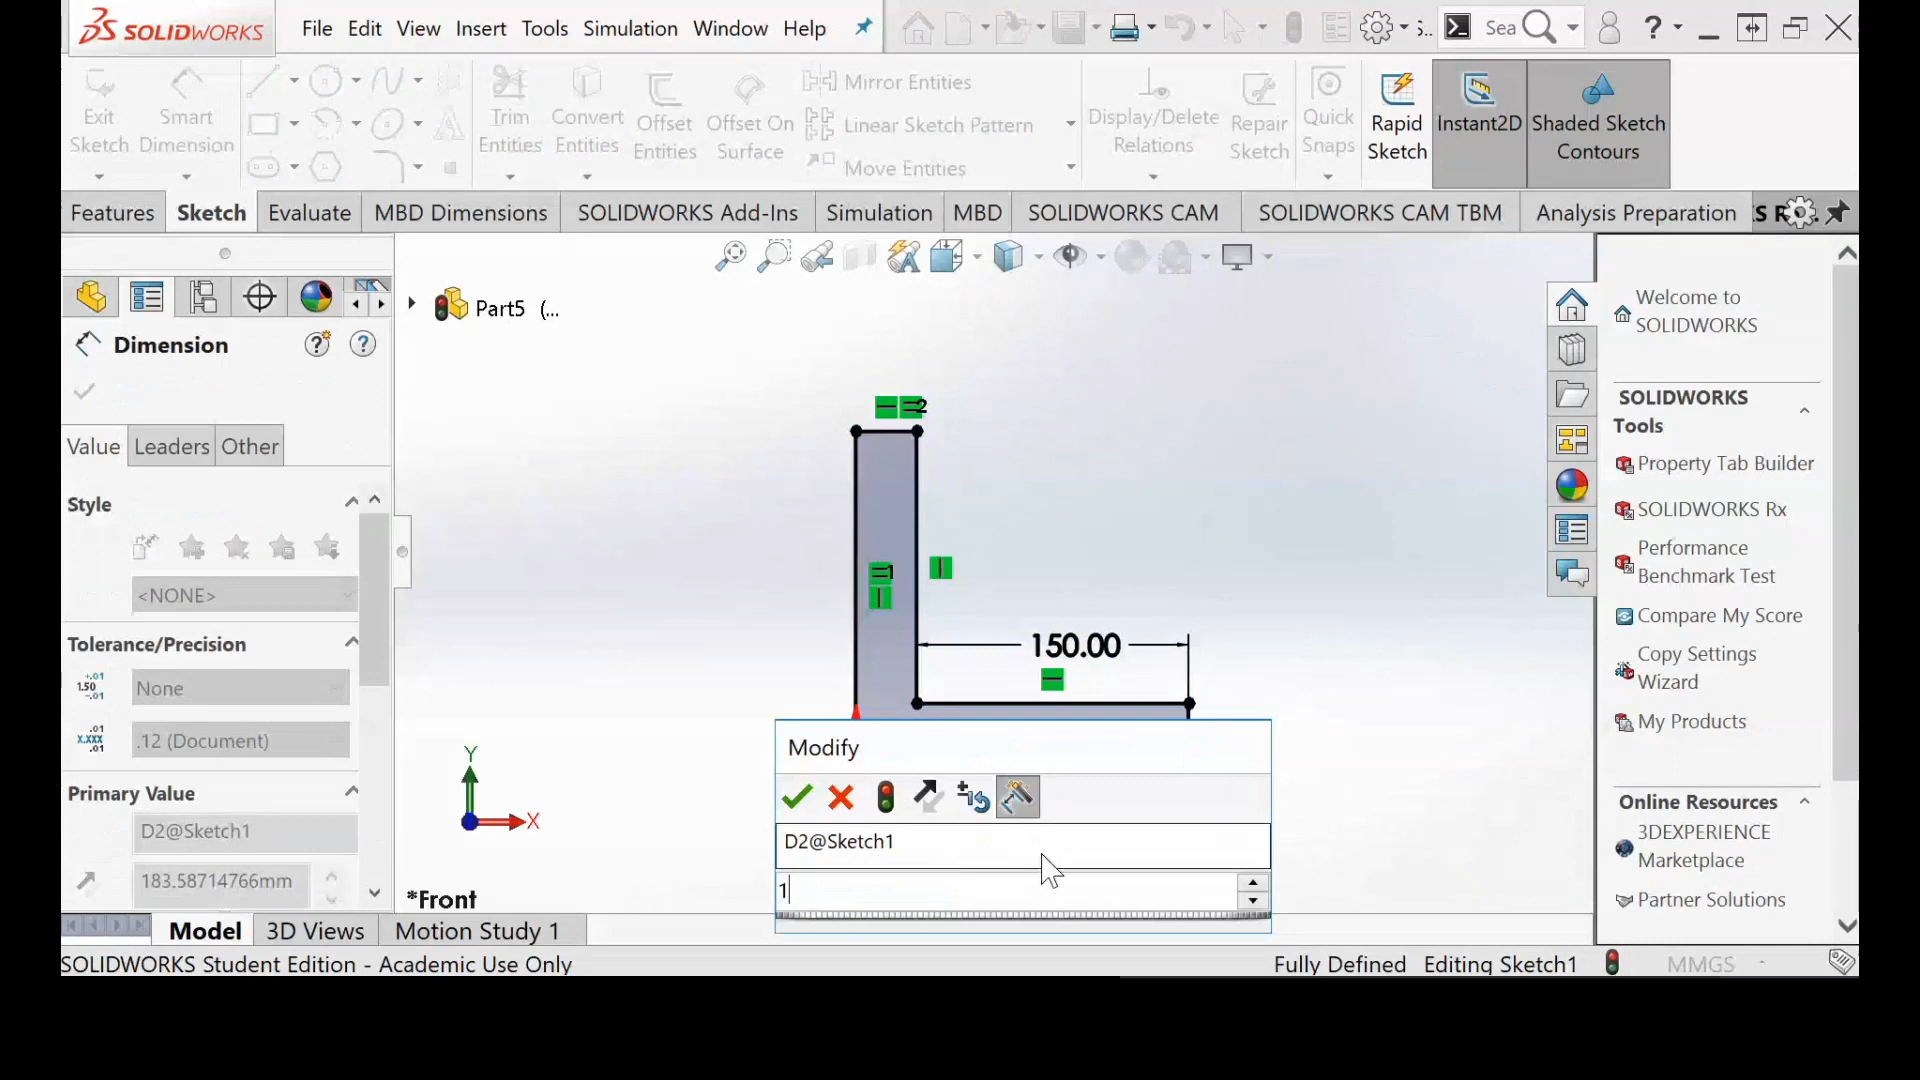 SOLIDWORKS File Edit View Insert Tools Simulation Window Help S.. Sea ?
Exit Sketch
Smart Dimension
Trim Entities
Convert Entities
Offset Entities
Offset On Surface
Mirror Entities
Linear Sketch Pattern
Move Entities
Display/Delete Relations
Repair Sketch
Quick Snaps
Rapid Sketch
Instant2D
Shaded Sketch Contours
Features Sketch Evaluate MBD Dimensions SOLIDWORKS Add-Ins Simulation MBD SOLIDWORKS CAM SOLIDWORKS CAM TBM Analysis Preparation
Part5 (...
Dimension
Value Leaders Other
Style
<NONE>
Tolerance/Precision
None
.12 (Document)
Primary Value
D2@Sketch1
183.58714766mm
2
1
150.00
Y
X
*Front
Modify
D2@Sketch1
1
Welcome to
SOLIDWORKS
SOLIDWORKS
Tools
Property Tab Builder
SOLIDWORKS Rx
Performance
Benchmark Test
Compare My Score
Copy Settings
Wizard
My Products
Online Resources
3DEXPERIENCE
Marketplace
Partner Solutions
Model 3D Views Motion Study 1
SOLIDWORKS Student Edition - Academic Use Only Fully Defined Editing Sketch1 MMGS